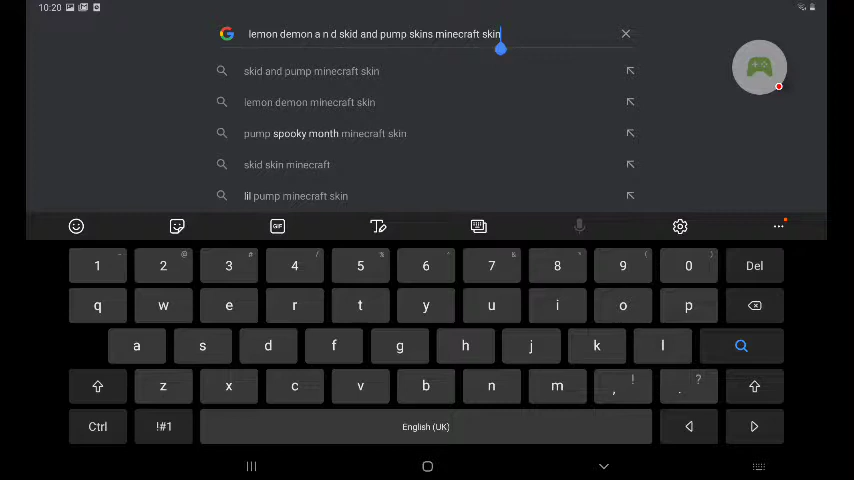 10:20
lemon demon a n d skid and pump skins minecraft skin
skid and pump minecraft skin
lemon demon minecraft skin
pump spooky month minecraft skin
skid skin minecraft
lil pump minecraft skin
GIF
1 2 3 4 5 6 7 8 9 0 Del
q w e r t y u i o p
a s d f g h j k l
z x c v b n m , ! . ?
Ctrl !#1 English (UK)